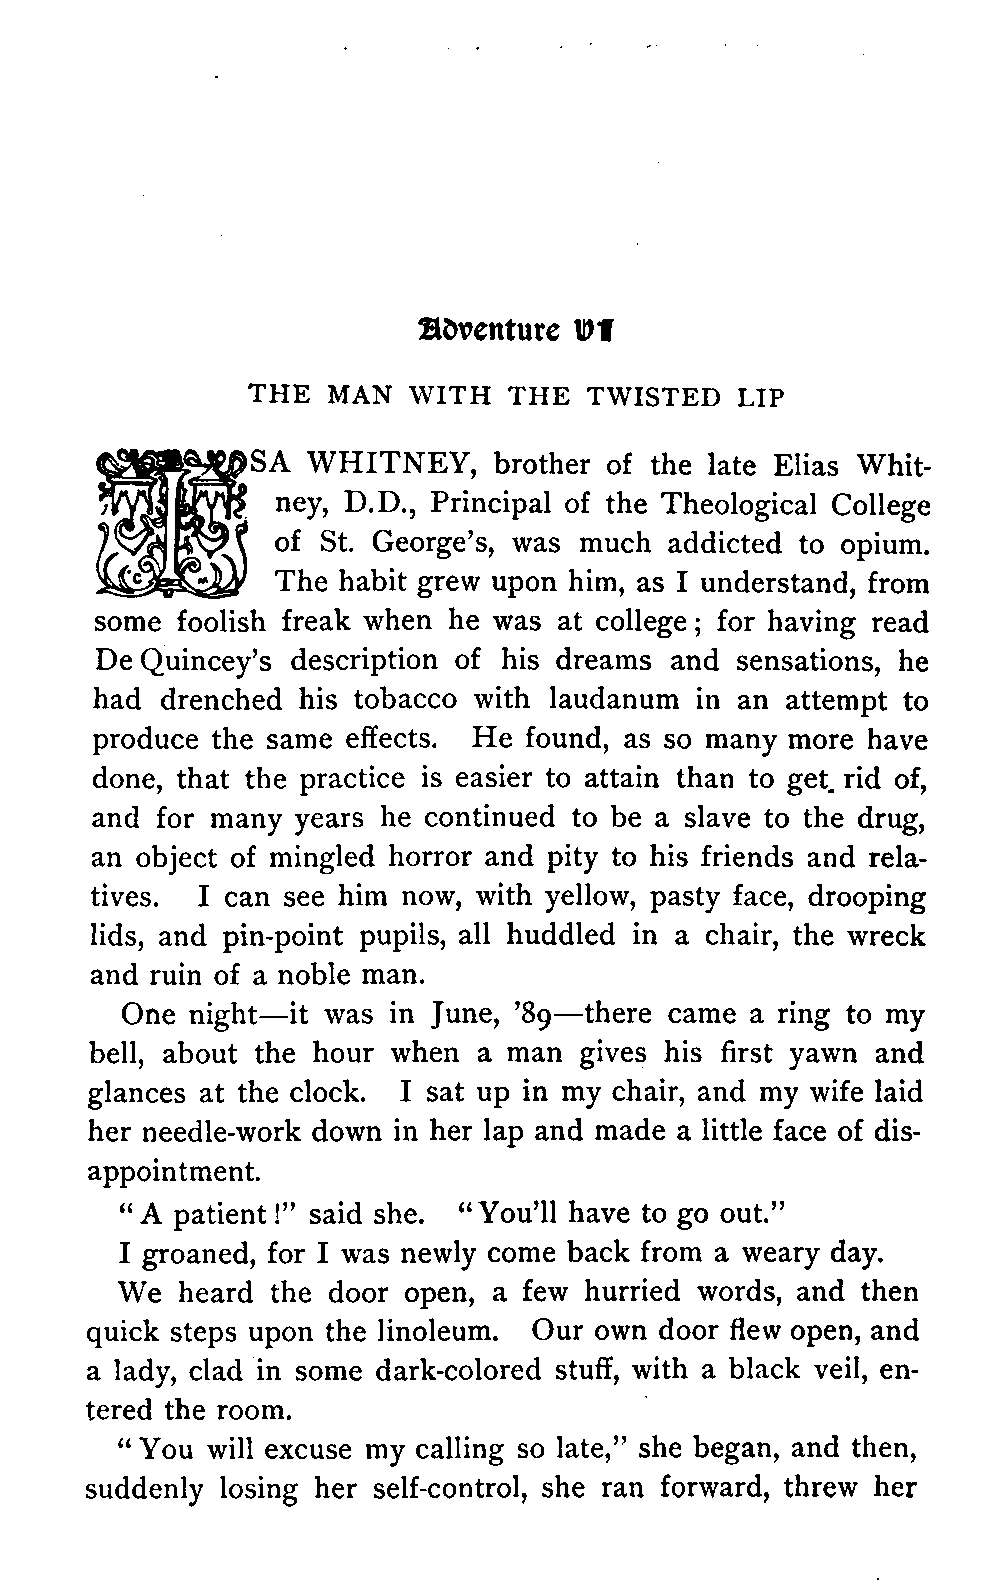 Adventure VI
THE MAN WITH THE TWISTED LIP
ISA WHITNEY, brother of the late Elias Whit-
ney, D.D., Principal of the Theological College
of St. George's, was much addicted to opium.
The habit grew upon him, as I understand, from
some foolish freak when he was at college; for having read
De Quincey's description of his dreams and sensations, he
had drenched his tobacco with laudanum in an attempt to
produce the same effects. He found, as so many more have
done, that the practice is easier to attain than to get rid of,
and for many years he continued to be a slave to the drug,
an object of mingled horror and pity to his friends and rela-
tives. I can see him now, with yellow, pasty face, drooping
lids, and pin-point pupils, all huddled in a chair, the wreck
and ruin of a noble man.
One night—it was in June, '89—there came a ring to my
bell, about the hour when a man gives his first yawn and
glances at the clock. I sat up in my chair, and my wife laid
her needle-work down in her lap and made a little face of dis-
appointment.
"A patient!" said she. "You'll have to go out."
I groaned, for I was newly come back from a weary day.
We heard the door open, a few hurried words, and then
quick steps upon the linoleum. Our own door flew open, and
a lady, clad in some dark-colored stuff, with a black veil, en-
tered the room.
"You will excuse my calling so late," she began, and then,
suddenly losing her self-control, she ran forward, threw her